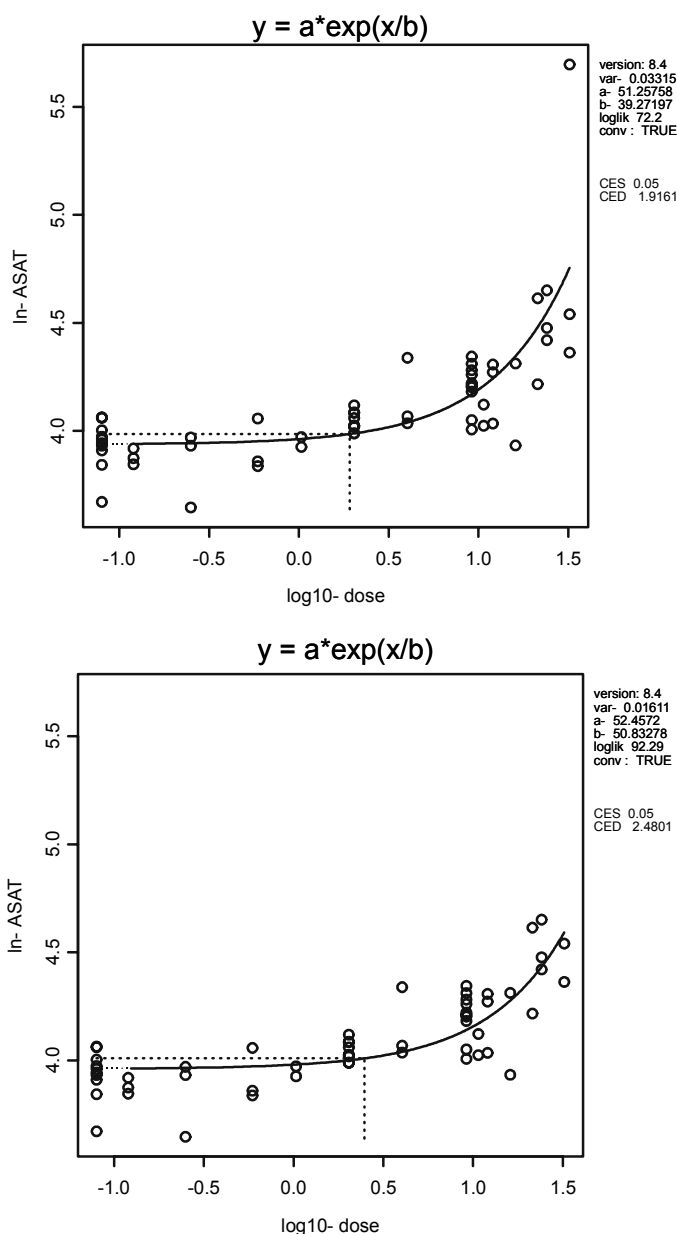 y = a*exp(x/b)
version: 8.4
var- 0.03315
a- 51.25758
b- 39.27197
loglik 72.2
conv : TRUE
CES 0.05
CED 1.9161
ln- ASAT
5.5
5.0
4.5
4.0
-1.0 -0.5 0.0 0.5 1.0 1.5
log10- dose
y = a*exp(x/b)
version: 8.4
var- 0.01611
a- 52.4572
b- 50.83278
loglik 92.29
conv : TRUE
CES 0.05
CED 2.4801
ln- ASAT
5.5
5.0
4.5
4.0
-1.0 -0.5 0.0 0.5 1.0 1.5
log10- dose